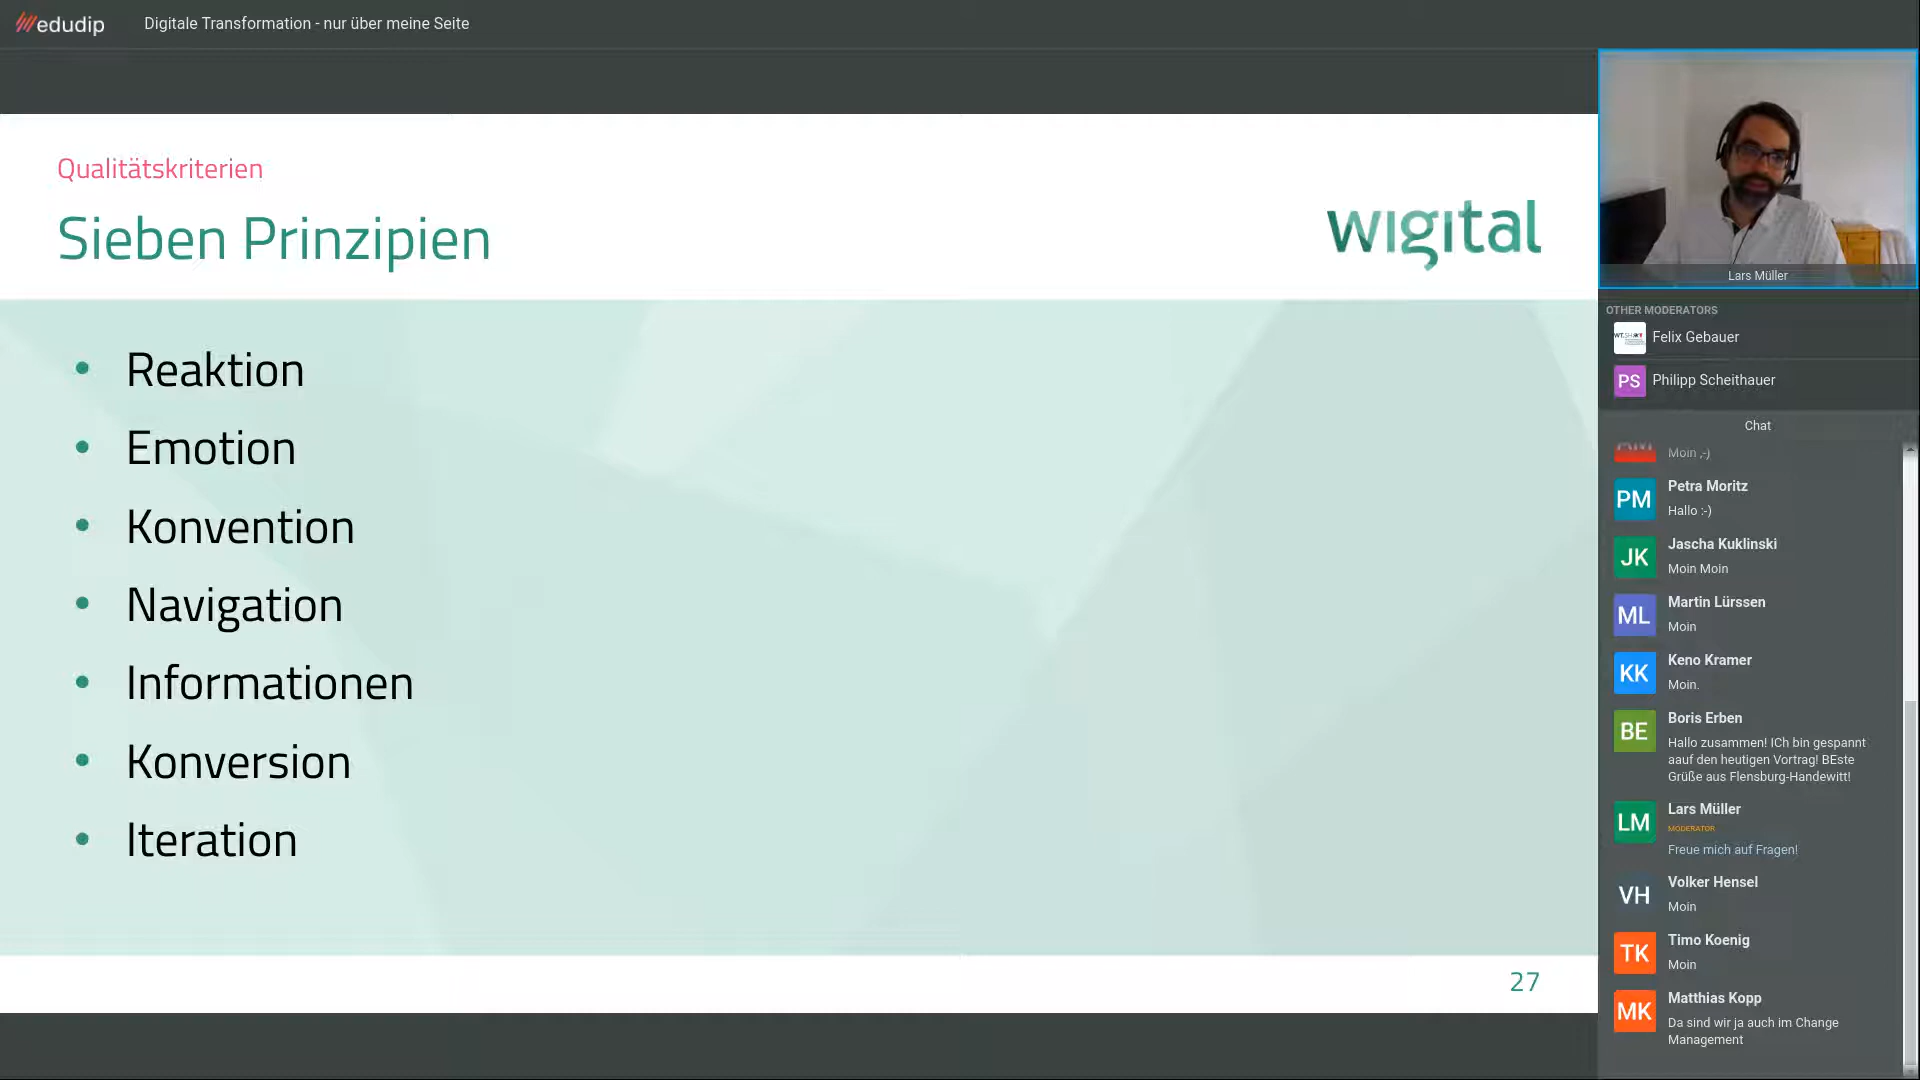 edudip
Digitale Transformation - nur über meine Seite
Qualitätskriterien
Sieben Prinzipien
wigital
• Reaktion
• Emotion
• Konvention
• Navigation
• Informationen
• Konversion
• Iteration
27
Lars Müller
OTHER MODERATORS
Felix Gebauer
PS
Philipp Scheithauer
Chat
Moin ,-)
PM
Petra Moritz
Hallo :-)
JK
Jascha Kuklinski
Moin Moin
ML
Martin Lürssen
Moin
KK
Keno Kramer
Moin.
BE
Boris Erben
Hallo zusammen! ICh bin gespannt
aauf den heutigen Vortrag! BEste
Grüße aus Flensburg-Handewitt!
LM
Lars Müller
MODERATOR
Freue mich auf Fragen!
VH
Volker Hensel
Moin
TK
Timo Koenig
Moin
MK
Matthias Kopp
Da sind wir ja auch im Change
Management